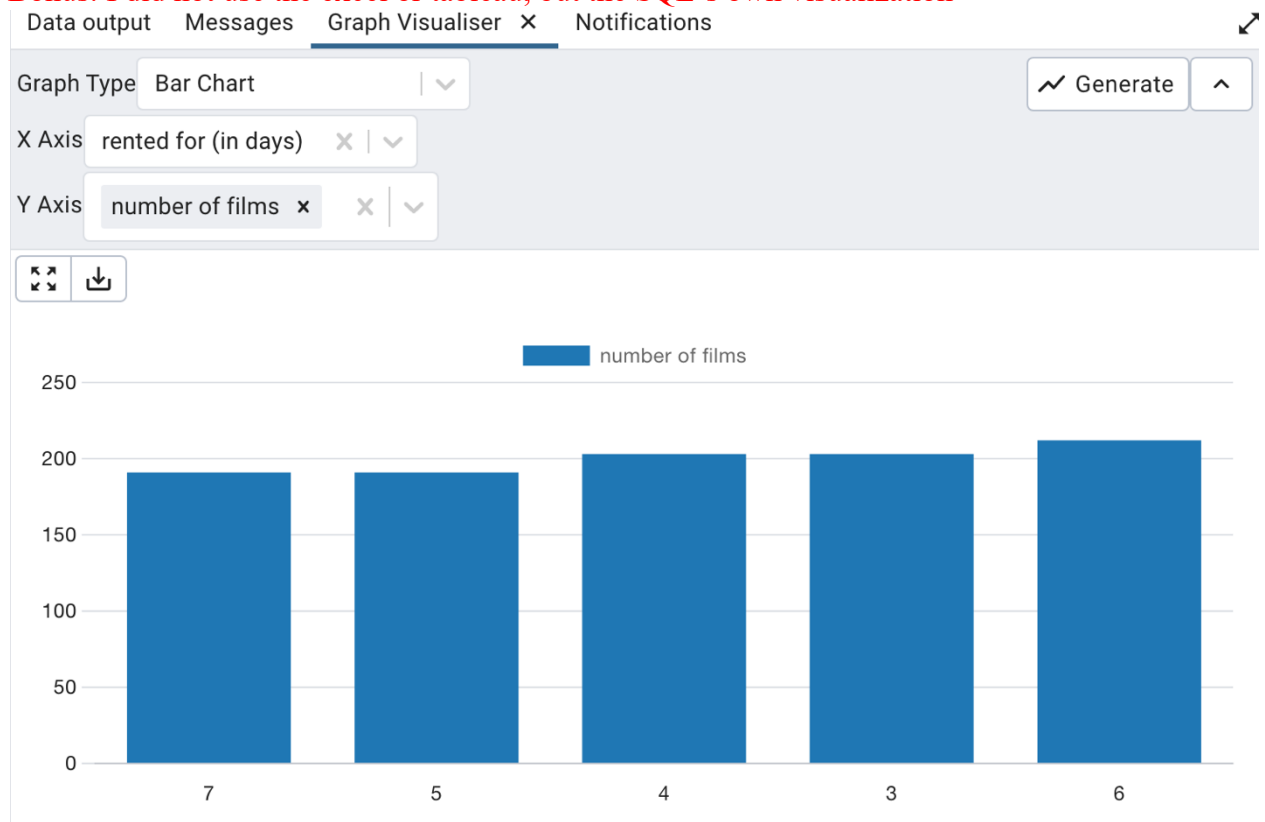 Data output Messages Graph Visualiser × Notifications
Graph Type Bar Chart Generate
X Axis rented for (in days) ×
Y Axis number of films × ×
number of films
250
200
150
100
50
0
7 5 4 3 6